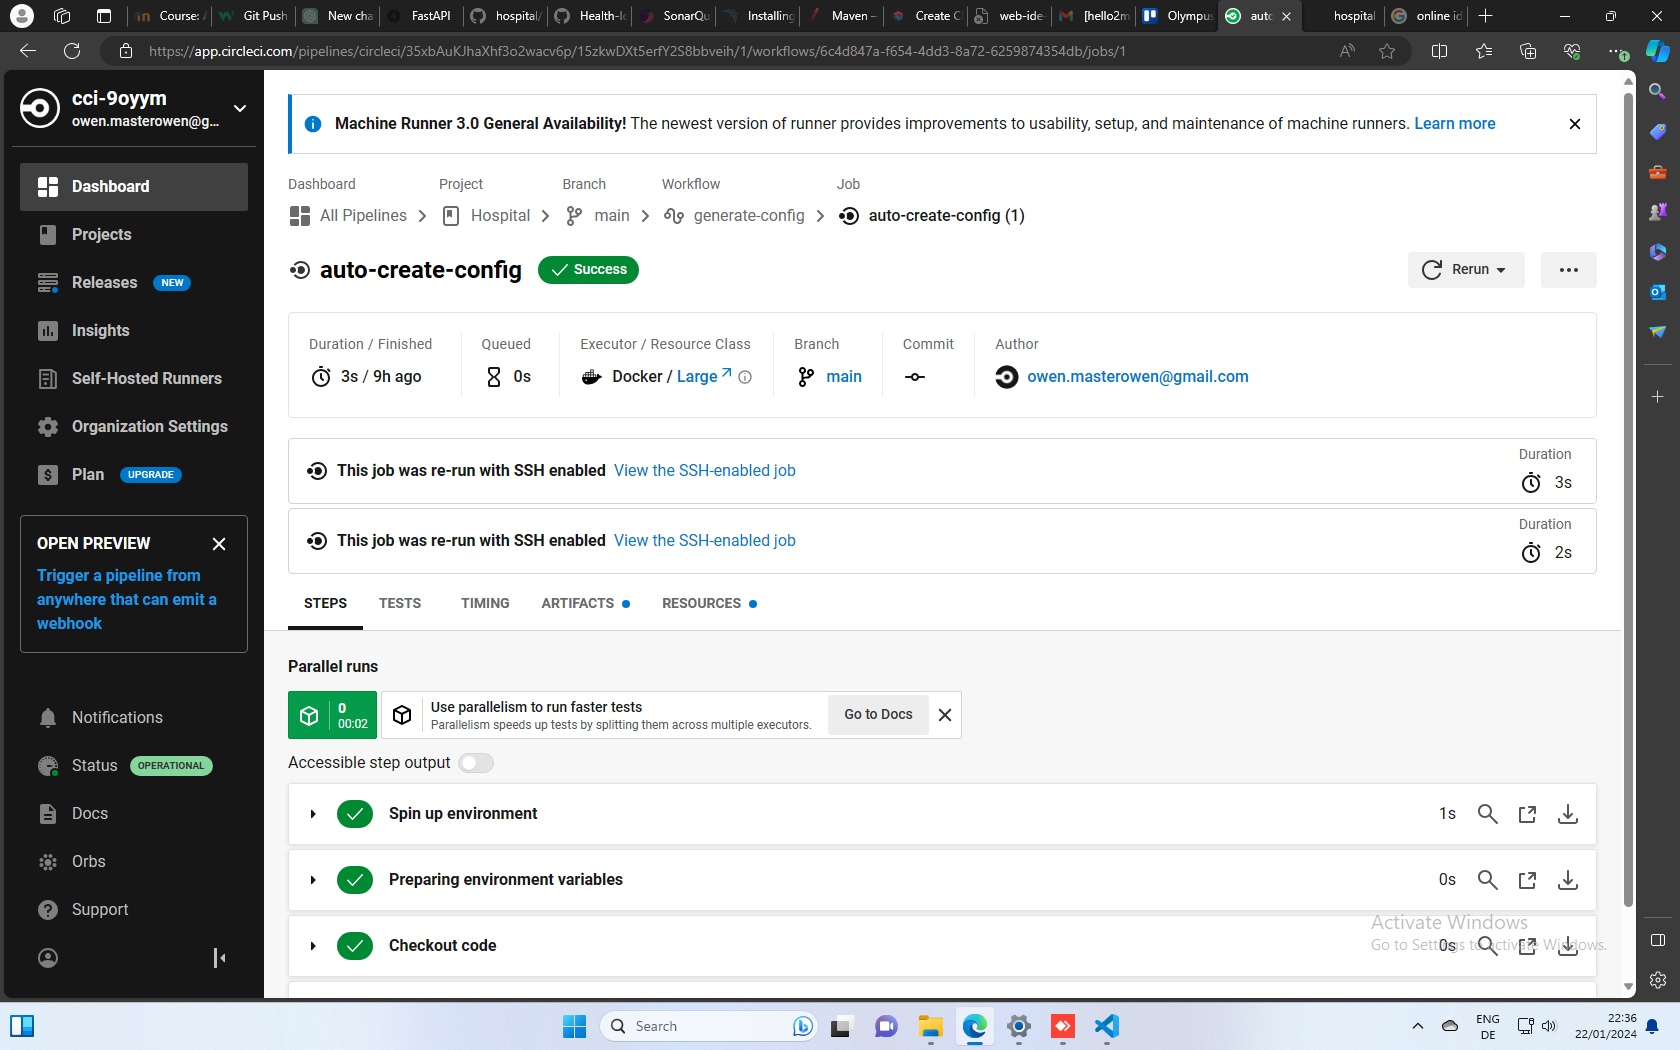 Course: A
Git Push
New cha
FastAPI
hospital/
Health-Ic
SonarQu
Installing
Maven –
Create C
web-ide-
[hello2m
Olympus
auto
hospital
online id
https://app.circleci.com/pipelines/circleci/35xbAuKJhaXhf3o2wacv6p/15zkwDXt5erfY2S8bbveih/1/workflows/6c4d847a-f654-4dd3-8a72-6259874354db/jobs/1
cci-9oyym
owen.masterowen@g...
Dashboard
Projects
Releases NEW
Insights
Self-Hosted Runners
Organization Settings
Plan UPGRADE
OPEN PREVIEW
Trigger a pipeline from
anywhere that can emit a
webhook
Notifications
Status OPERATIONAL
Docs
Orbs
Support
Machine Runner 3.0 General Availability! The newest version of runner provides improvements to usability, setup, and maintenance of machine runners. Learn more
Dashboard Project Branch Workflow Job
All Pipelines Hospital main generate-config auto-create-config (1)
auto-create-config Success
Rerun
Duration / Finished Queued Executor / Resource Class Branch Commit Author
3s / 9h ago 0s Docker / Large main owen.masterowen@gmail.com
This job was re-run with SSH enabled View the SSH-enabled job
Duration
3s
This job was re-run with SSH enabled View the SSH-enabled job
Duration
2s
STEPS TESTS TIMING ARTIFACTS RESOURCES
Parallel runs
0
00:02
Use parallelism to run faster tests
Parallelism speeds up tests by splitting them across multiple executors.
Go to Docs
Accessible step output
Spin up environment 1s
Preparing environment variables 0s
Checkout code 0s
Activate Windows
Go to Settings to activate Windows.
Search
ENG
DE
22:36
22/01/2024